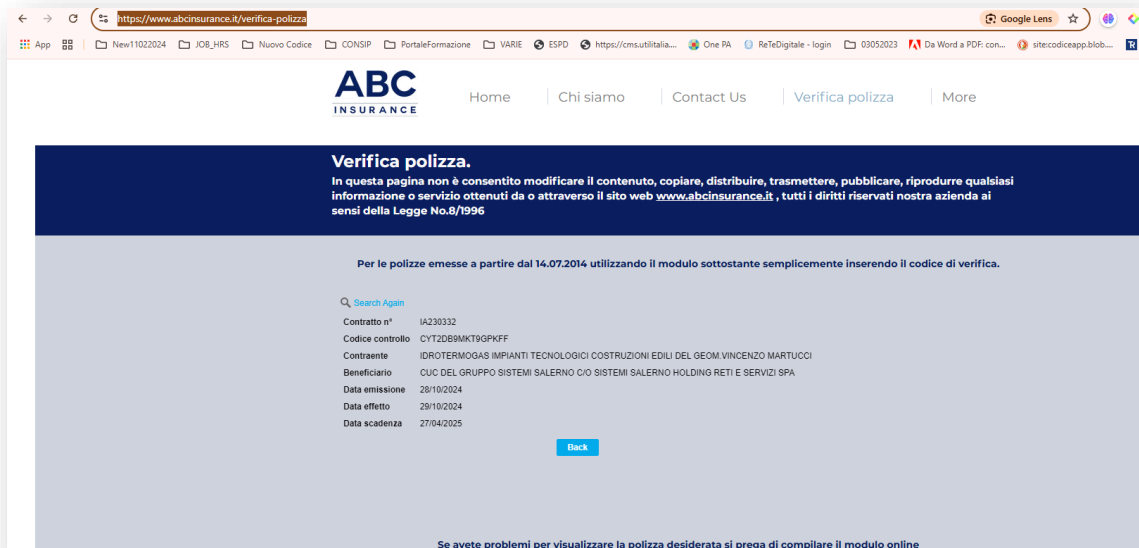 https://www.abcinsurance.it/verifica-polizza
Google Lens
App
New11022024
JOB_HRS
Nuovo Codice
CONSIP
PortaleFormazione
VARIE
ESPD
https://cms.utilitalia....
One PA
ReTeDigitale - login
03052023
Da Word a PDF: con...
site:codiceapp.blob....
ABC
INSURANCE
Home
Chi siamo
Contact Us
Verifica polizza
More
Verifica polizza.
In questa pagina non è consentito modificare il contenuto, copiare, distribuire, trasmettere, pubblicare, riprodurre qualsiasi
informazione o servizio ottenuti da o attraverso il sito web www.abcinsurance.it , tutti i diritti riservati nostra azienda ai
sensi della Legge No.8/1996
Per le polizze emesse a partire dal 14.07.2014 utilizzando il modulo sottostante semplicemente inserendo il codice di verifica.
Search Again
Contratto n° IA230332
Codice controllo CYT2DB9MKT9GPKFF
Contraente IDROTERMOGAS IMPIANTI TECNOLOGICI COSTRUZIONI EDILI DEL GEOM.VINCENZO MARTUCCI
Beneficiario CUC DEL GRUPPO SISTEMI SALERNO C/O SISTEMI SALERNO HOLDING RETI E SERVIZI SPA
Data emissione 28/10/2024
Data effetto 29/10/2024
Data scadenza 27/04/2025
Back
Se avete problemi per visualizzare la polizza desiderata si prega di compilare il modulo online